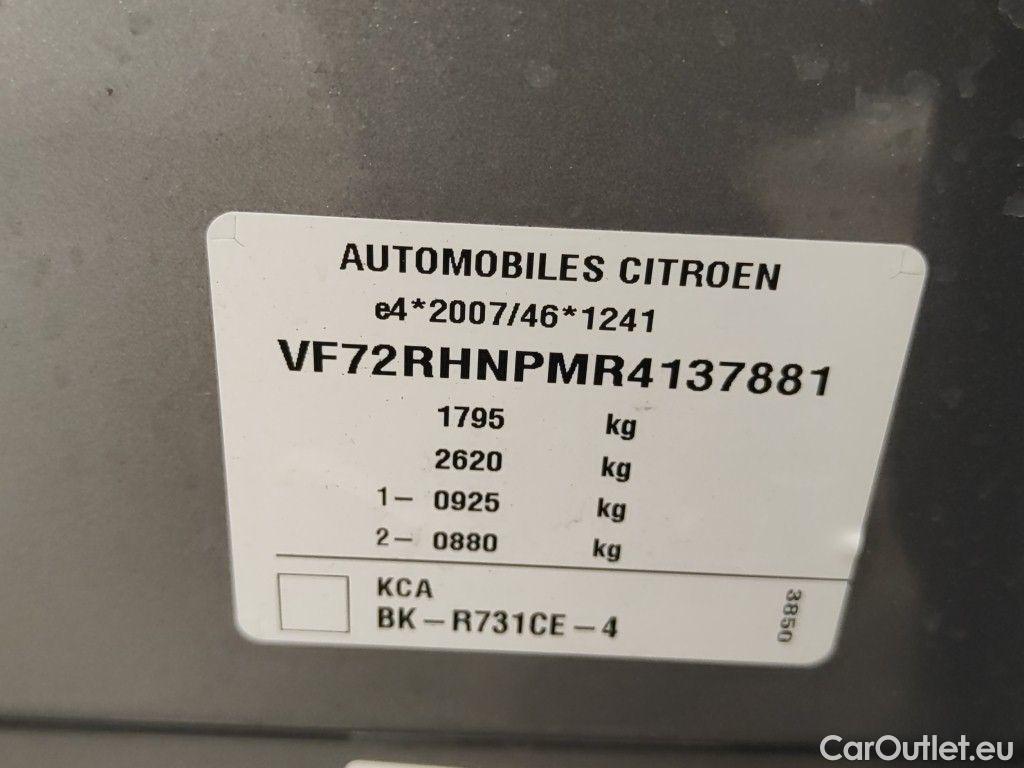 AUTOMOBILES CITROEN
e4*2007/46*1241
VF72RHNPMR4137881
1795 kg
2620 kg
1- 0925 kg
2- 0880 kg
KCA
BK-R731CE-4
3850
CarOutlet.eu